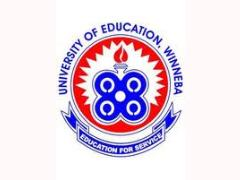 UNIVERSITY OF EDUCATION, WINNEBA
EDUCATION FOR SERVICE